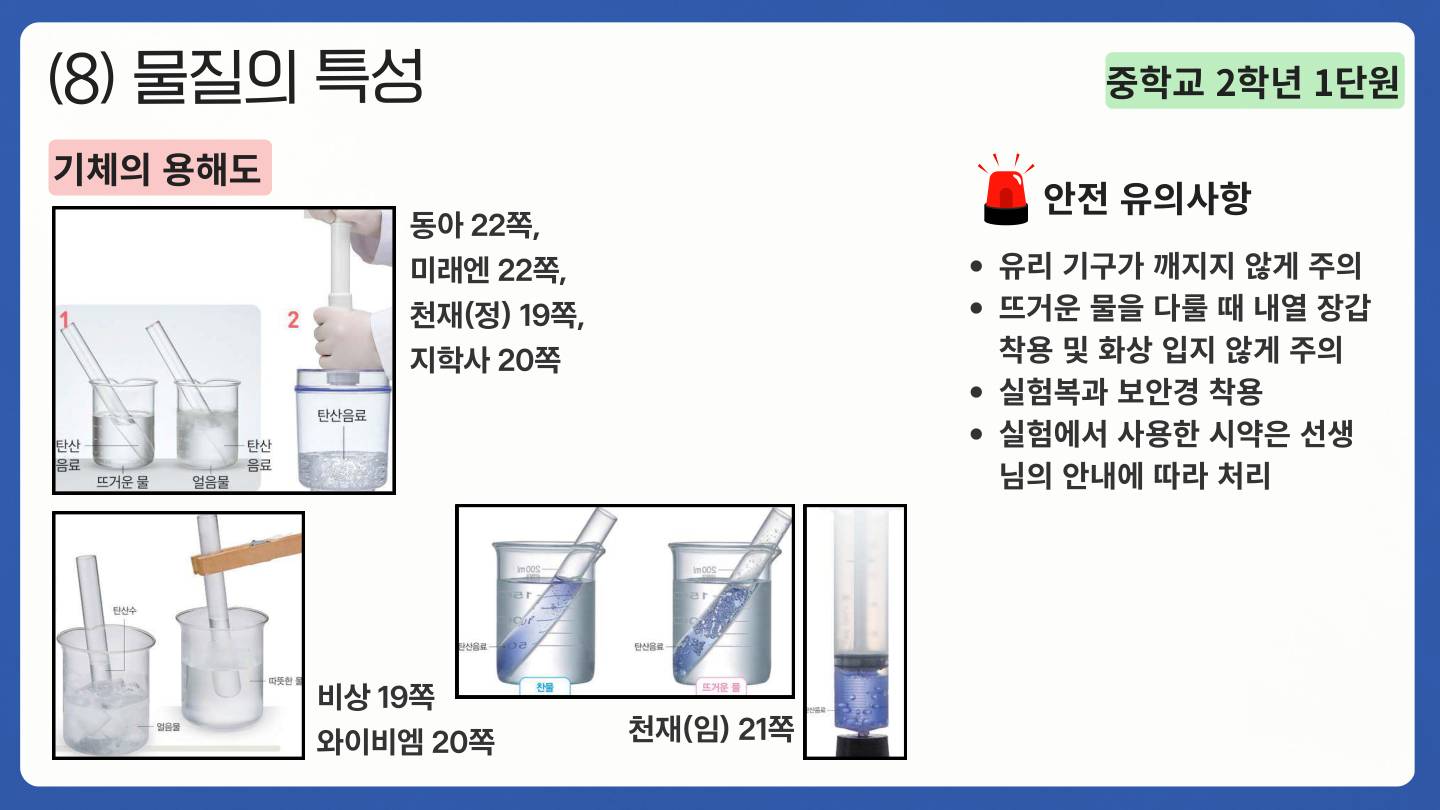 (8) 물질의 특성
중학교 2학년 1단원
기체의 용해도
동아 22쪽,
미래엔 22쪽,
천재(정) 19쪽,
지학사 20쪽
1
2
탄산음료
탄산
음료
탄산
음료
뜨거운 물
얼음물
안전 유의사항
• 유리 기구가 깨지지 않게 주의
• 뜨거운 물을 다룰 때 내열 장갑
착용 및 화상 입지 않게 주의
• 실험복과 보안경 착용
• 실험에서 사용한 시약은 선생
님의 안내에 따라 처리
탄산수
따뜻한 물
얼음물
비상 19쪽
와이비엠 20쪽
200ml
탄산음료
찬물
200ml
탄산음료
뜨거운 물
천재(임) 21쪽